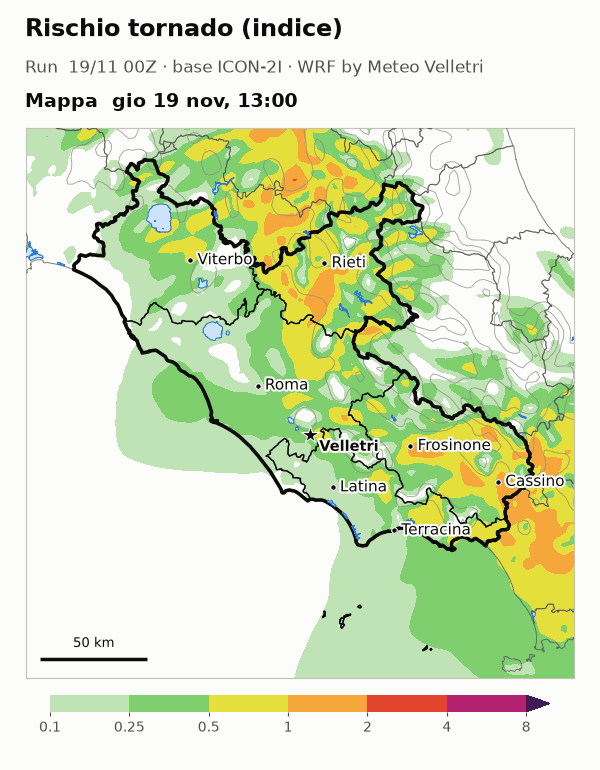 Rischio tornado (indice)
Run  19/11 00Z · base ICON-2I · WRF by Meteo Velletri
Mappa  gio 19 nov, 13:00
Viterbo
Rieti
Roma
Velletri
Frosinone
Cassino
Latina
Terracina
50 km
0.1 0.25 0.5 1 2 4 8